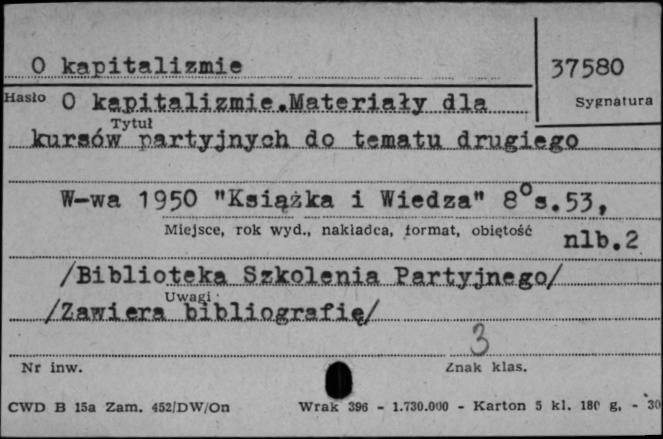 O kapitalizmie
37580
Hasło O kapitalizmie.Materiały dla
Sygnatura
Tytuł
kursów partyjnych do tematu drugiego
W-wa 1950 "Książka i Wiedza" 8°s.53,
Miejsce, rok wyd., nakładca, format, objętość
nlb.2
/Biblioteka Szkolenia Partyjnego/
Uwagi
/Zawiera bibliografię/
3
Nr inw.
Znak klas.
CWD B 15a Zam. 452/DW/On Wrak 396 - 1.730.000 - Karton 5 kl. 180 g. - 30